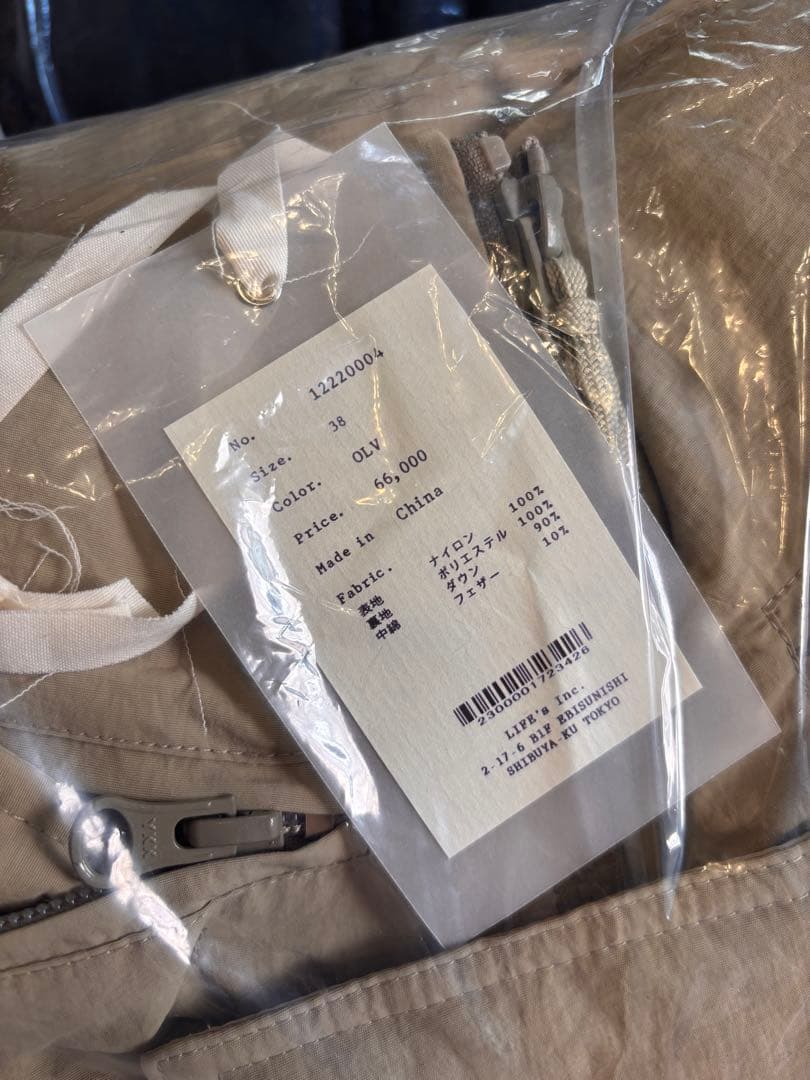 No. 12220004
Size. 38
Color. OLV
Price. 66,000
Made in China
Fabric.
表地 ナイロン 100%
裏地 ポリエステル 100%
中綿 ダウン 90%
フェザー 10%
2300001723426
LIFE's Inc.
2-17-6 B1F EBISUNISHI
SHIBUYA-KU TOKYO
YKK